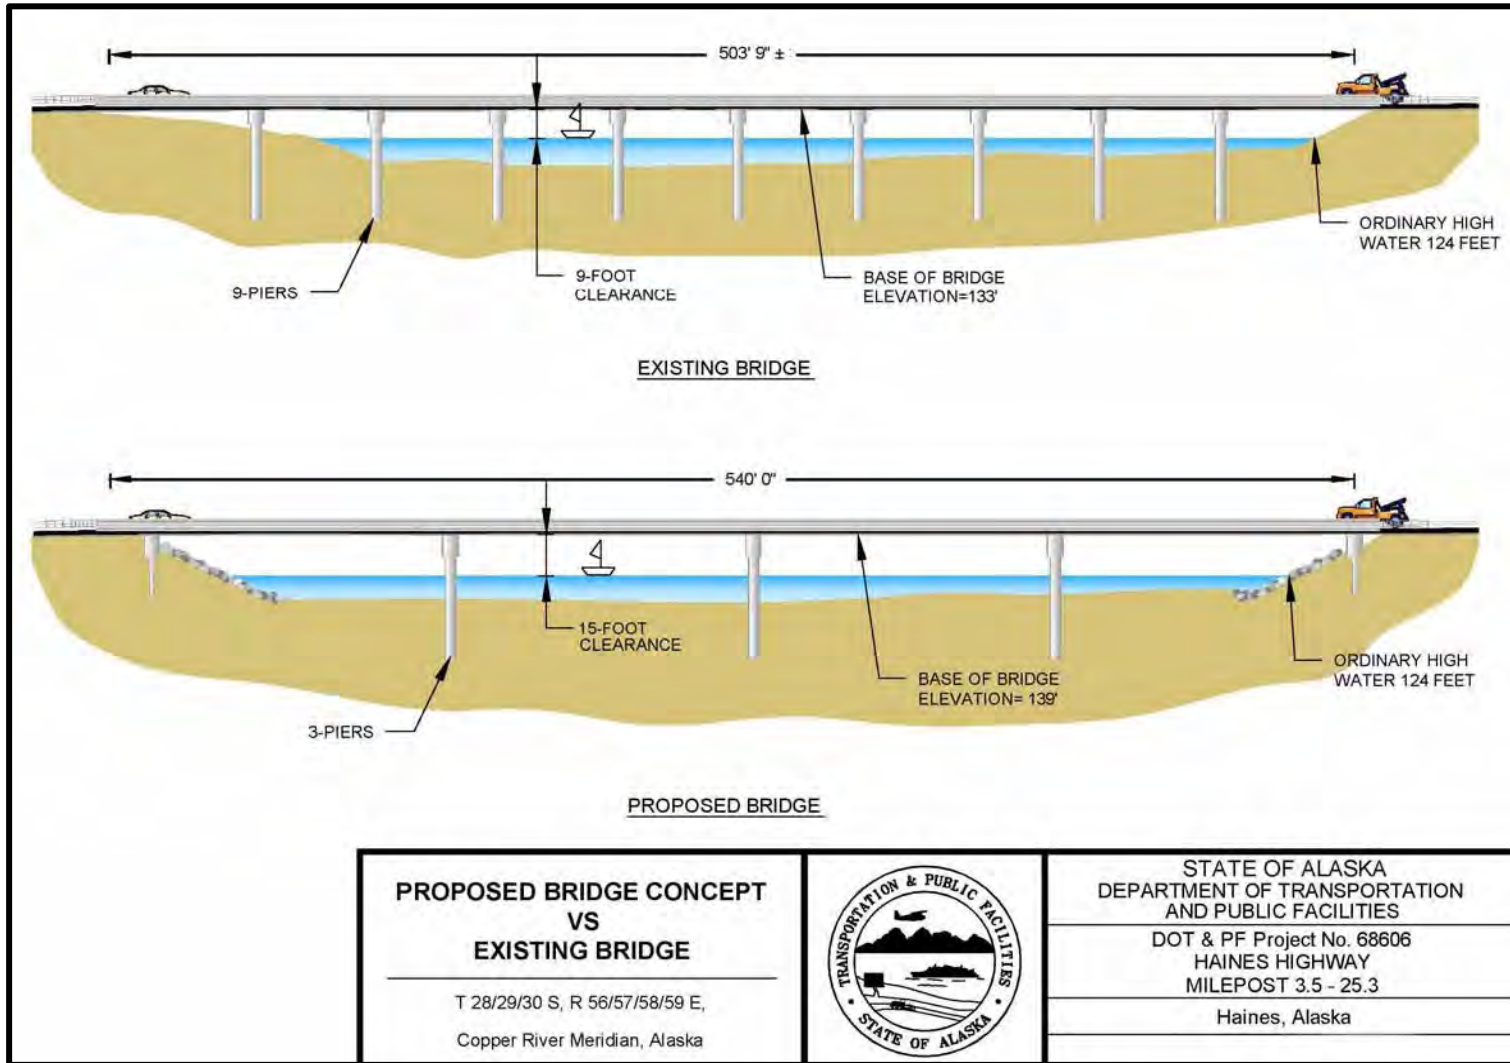 503' 9" ±
9-PIERS
9-FOOT
CLEARANCE
BASE OF BRIDGE
ELEVATION=133'
ORDINARY HIGH
WATER 124 FEET
EXISTING BRIDGE
540' 0"
15-FOOT
CLEARANCE
3-PIERS
BASE OF BRIDGE
ELEVATION= 139'
ORDINARY HIGH
WATER 124 FEET
PROPOSED BRIDGE
PROPOSED BRIDGE CONCEPT
VS
EXISTING BRIDGE
T 28/29/30 S, R 56/57/58/59 E,
Copper River Meridian, Alaska
TRANSPORTATION & PUBLIC FACILITIES
• STATE OF ALASKA •
STATE OF ALASKA
DEPARTMENT OF TRANSPORTATION
AND PUBLIC FACILITIES
DOT & PF Project No. 68606
HAINES HIGHWAY
MILEPOST 3.5 - 25.3
Haines, Alaska